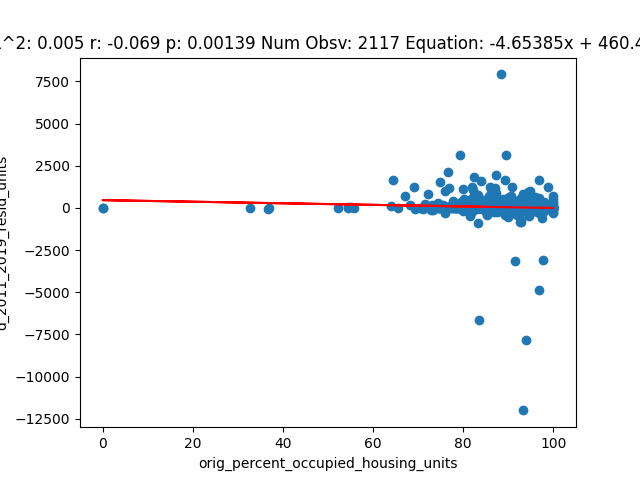 ^2: 0.005 r: -0.069 p: 0.00139 Num Obsv: 2117 Equation: -4.65385x + 460.4
7500
5000
2500
0
−2500
−5000
−7500
−10000
−12500
d_2011_2019_resid_units
0 20 40 60 80 100
orig_percent_occupied_housing_units